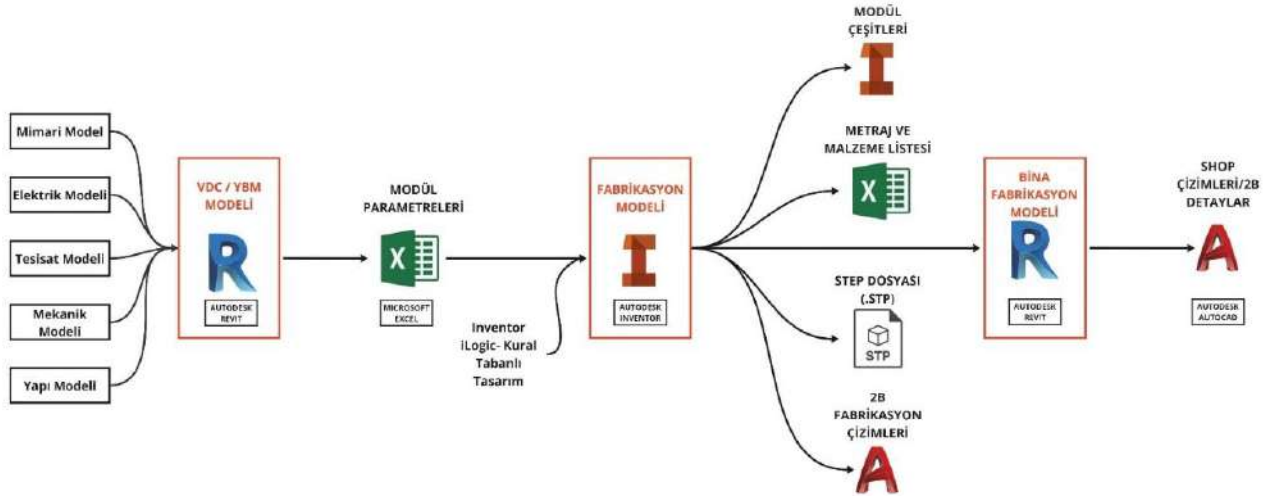 Mimari Model
Elektrik Modeli
Tesisat Modeli
Mekanik
Modeli
Yapı Modeli
VDC / YBM
MODELİ
AUTODESK
REVIT
MODÜL
PARAMETRELERİ
X
MICROSOFT
EXCEL
Inventor
iLogic- Kural
Tabanlı
Tasarım
FABRİKASYON
MODELİ
AUTODESK
INVENTOR
MODÜL
ÇEŞİTLERİ
METRAJ VE
MALZEME LİSTESİ
X
STEP DOSYASI
(.STP)
STP
2B
FABRİKASYON
ÇİZİMLERİ
BİNA
FABRİKASYON
MODELİ
AUTODESK
REVIT
SHOP
ÇİZİMLERİ/2B
DETAYLAR
AUTODESK
AUTOCAD